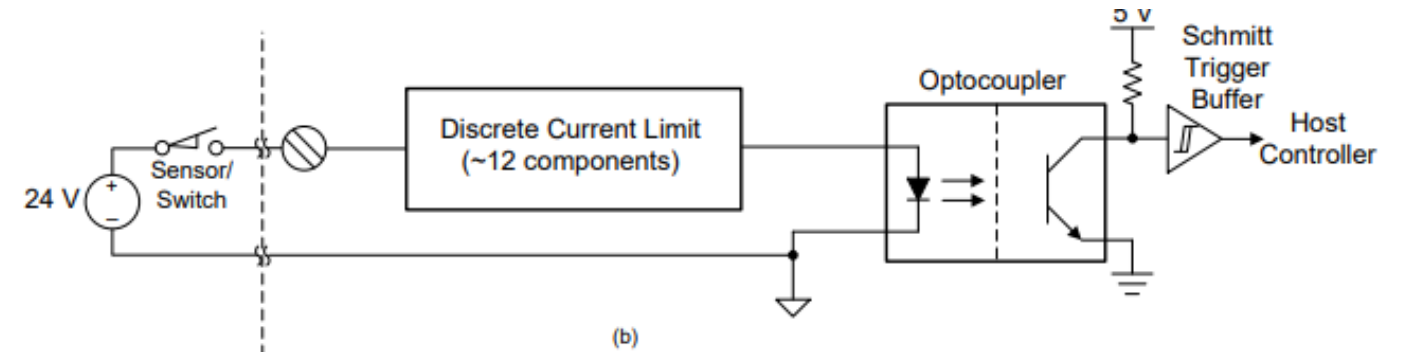 5 V
Schmitt
Trigger
Buffer
Optocoupler
Host
Controller
Discrete Current Limit
(~12 components)
Sensor/
Switch
24 V
+
−
(b)